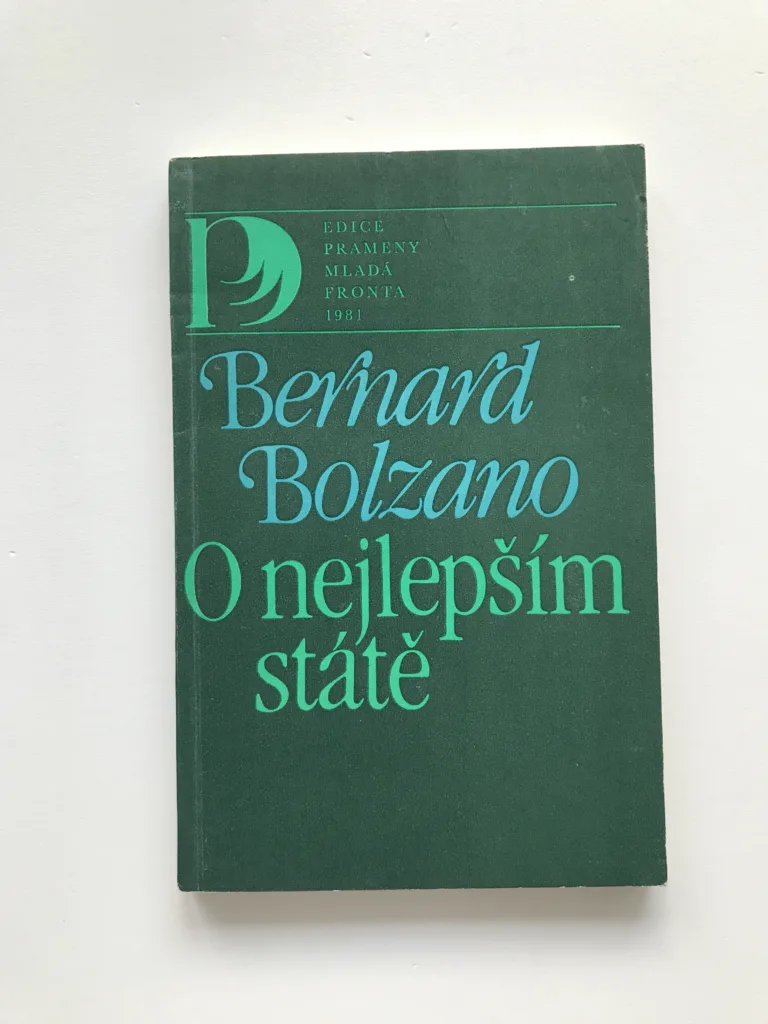 EDICE
PRAMENY
MLADÁ
FRONTA
1981
Bernard
Bolzano
O nejlepším
státě